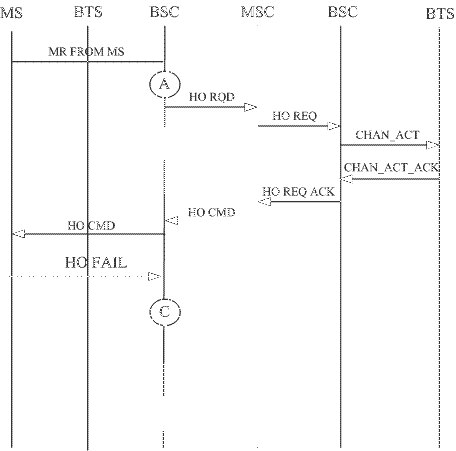 MS BTS BSC MSC BSC BTS
MR FROM MS
A
HO RQD
HO REQ
CHAN_ACT
CHAN_ACT_ACK
HO REQ ACK
HO CMD
HO CMD
HO FAIL
C